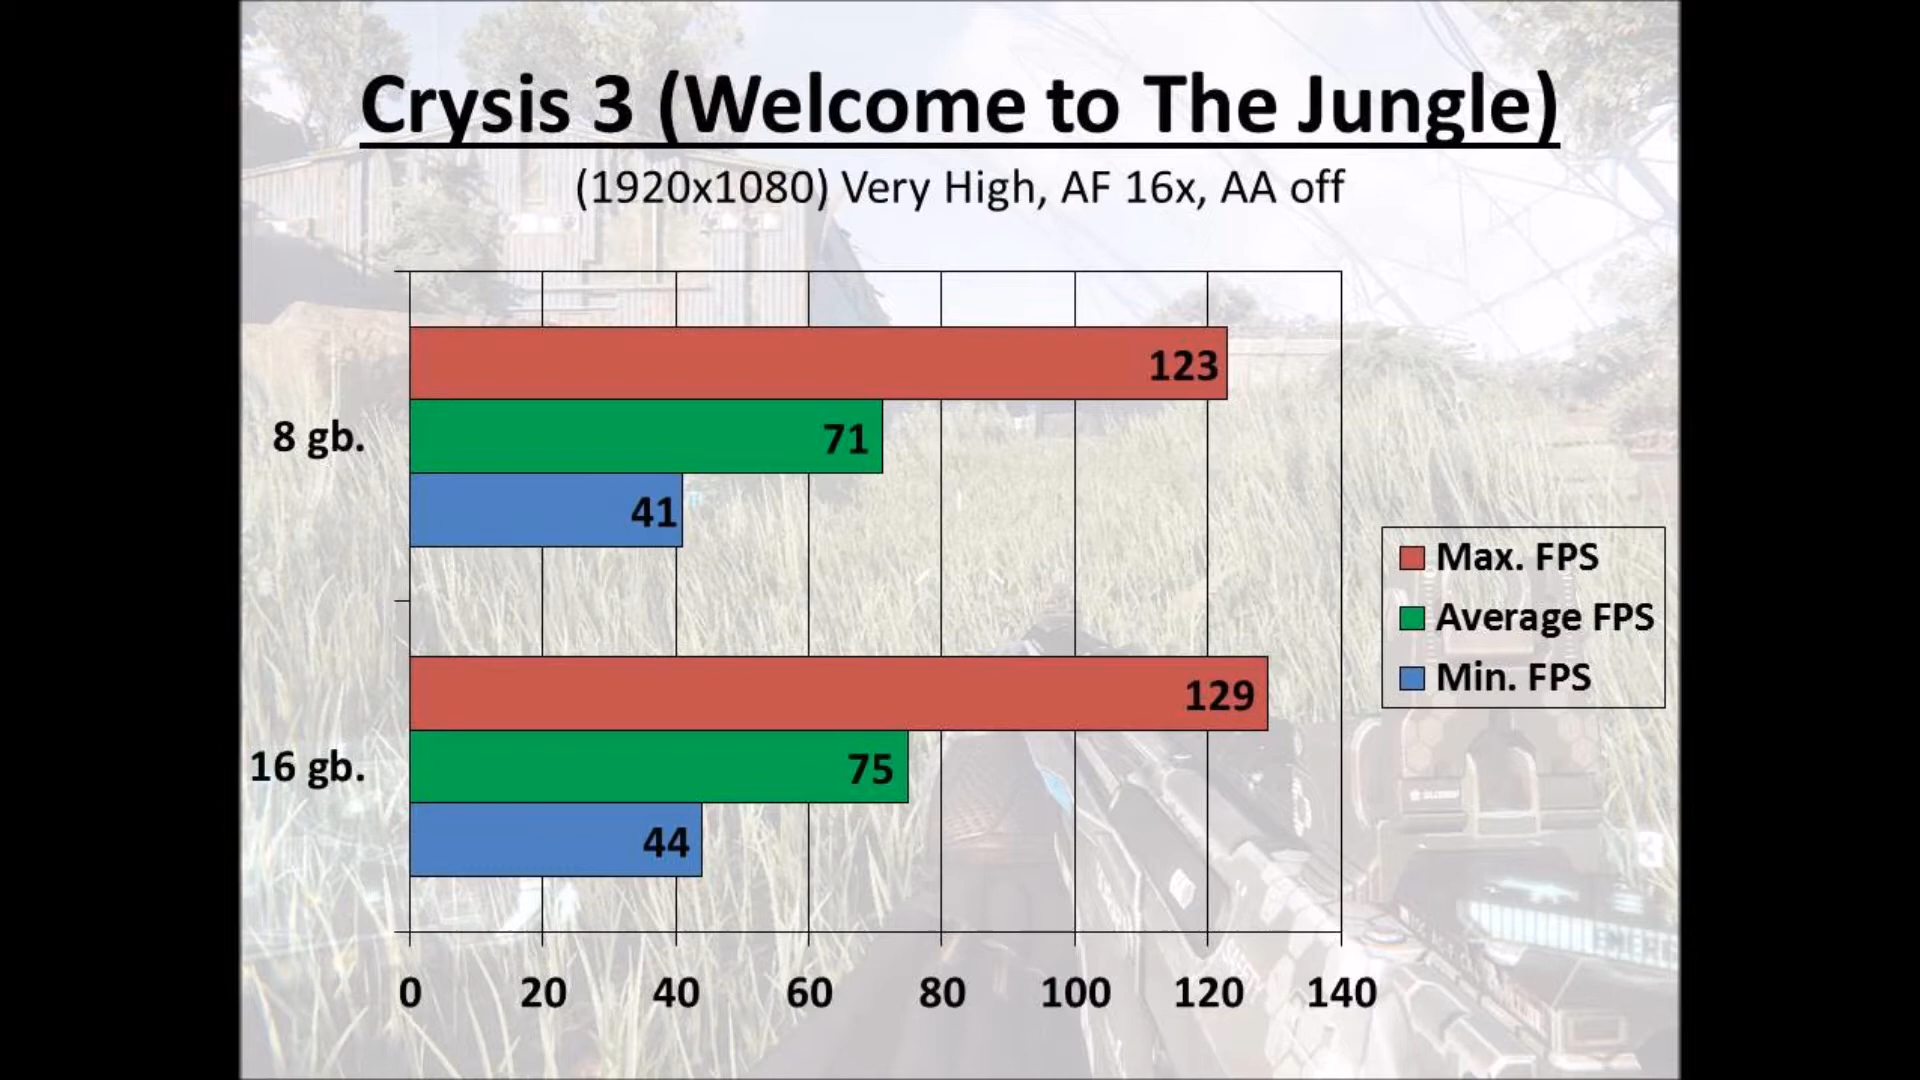 Crysis 3 (Welcome to The Jungle)
(1920x1080) Very High, AF 16x, AA off
123
8 gb.
71
41
Max. FPS
Average FPS
Min. FPS
129
16 gb.
75
44
0 20 40 60 80 100 120 140